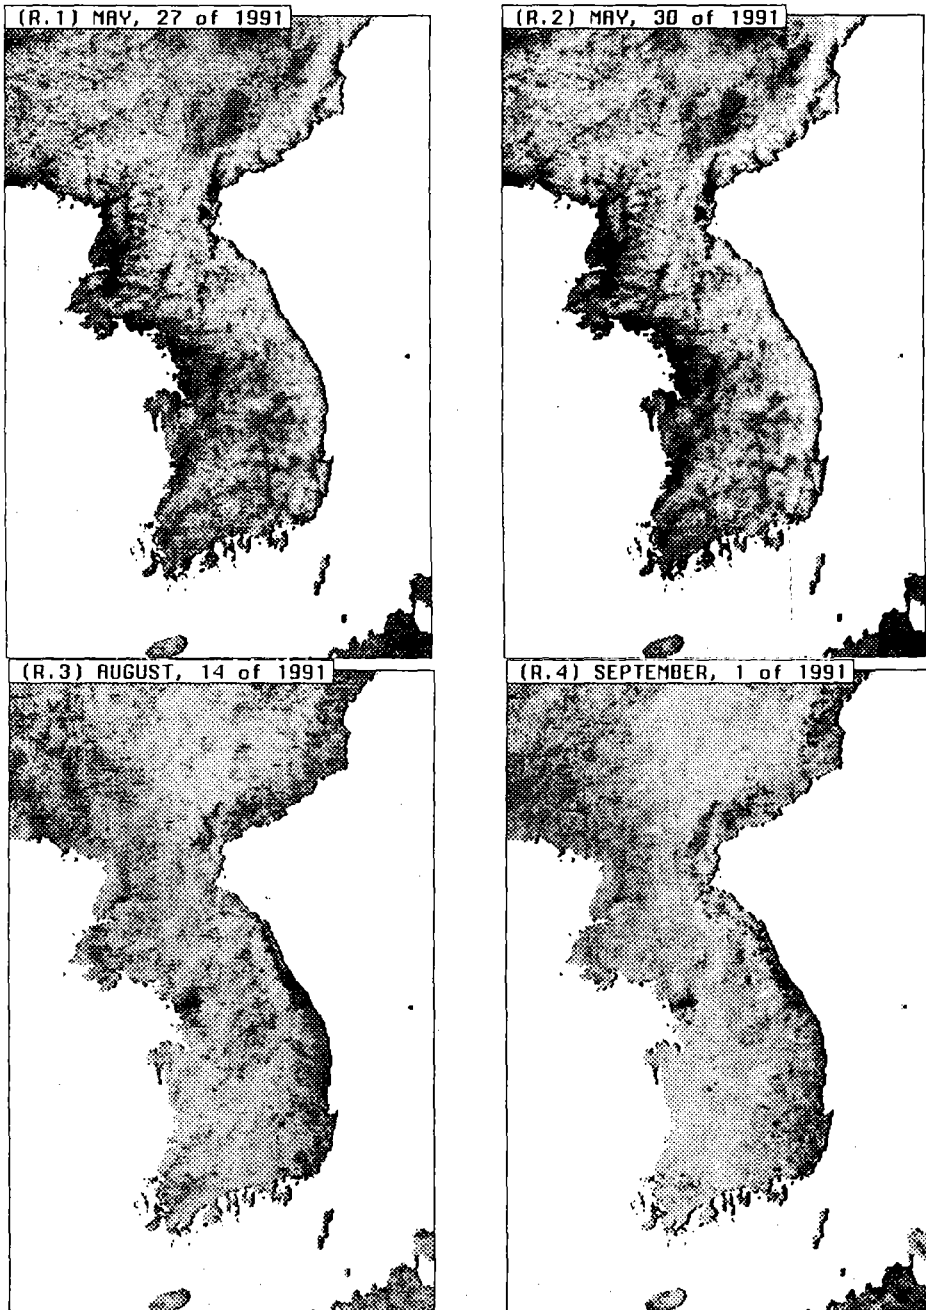 (R.1) MAY, 27 of 1991
(R.2) MAY, 30 of 1991
(R.3) AUGUST, 14 of 1991
(R.4) SEPTEMBER, 1 of 1991